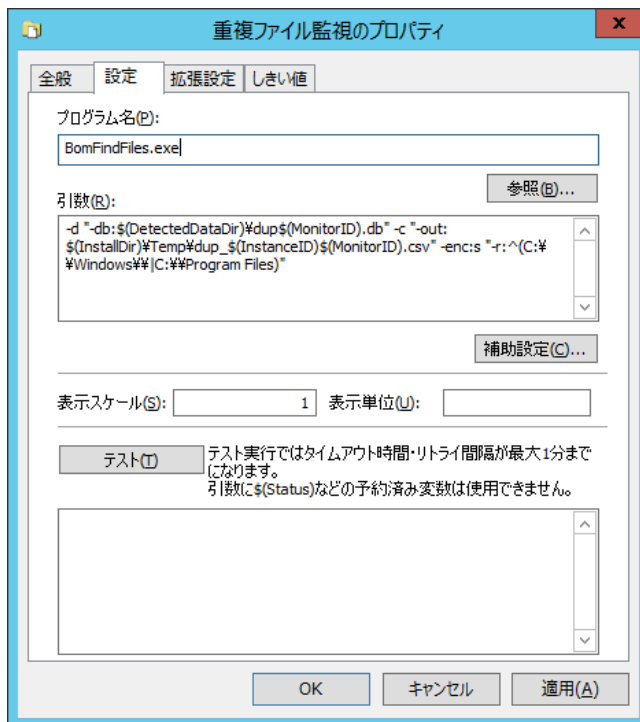 重複ファイル監視のプロパティ
x
全般 設定 拡張設定 しきい値
プログラム名(P):
BomFindFiles.exe
参照(B)...
引数(R):
-d "-db:$(DetectedDataDir)¥dup$(MonitorID).db" -c "-out:
$(InstallDir)¥Temp¥dup_$(InstanceID)$(MonitorID).csv" -enc:s "-r:^(C:¥
¥Windows¥¥|C:¥¥Program Files)"
補助設定(C)...
表示スケール(S): 1 表示単位(U):
テスト(T)
テスト実行ではタイムアウト時間・リトライ間隔が最大1分まで
になります。
引数に$(Status)などの予約済み変数は使用できません。
OK キャンセル 適用(A)